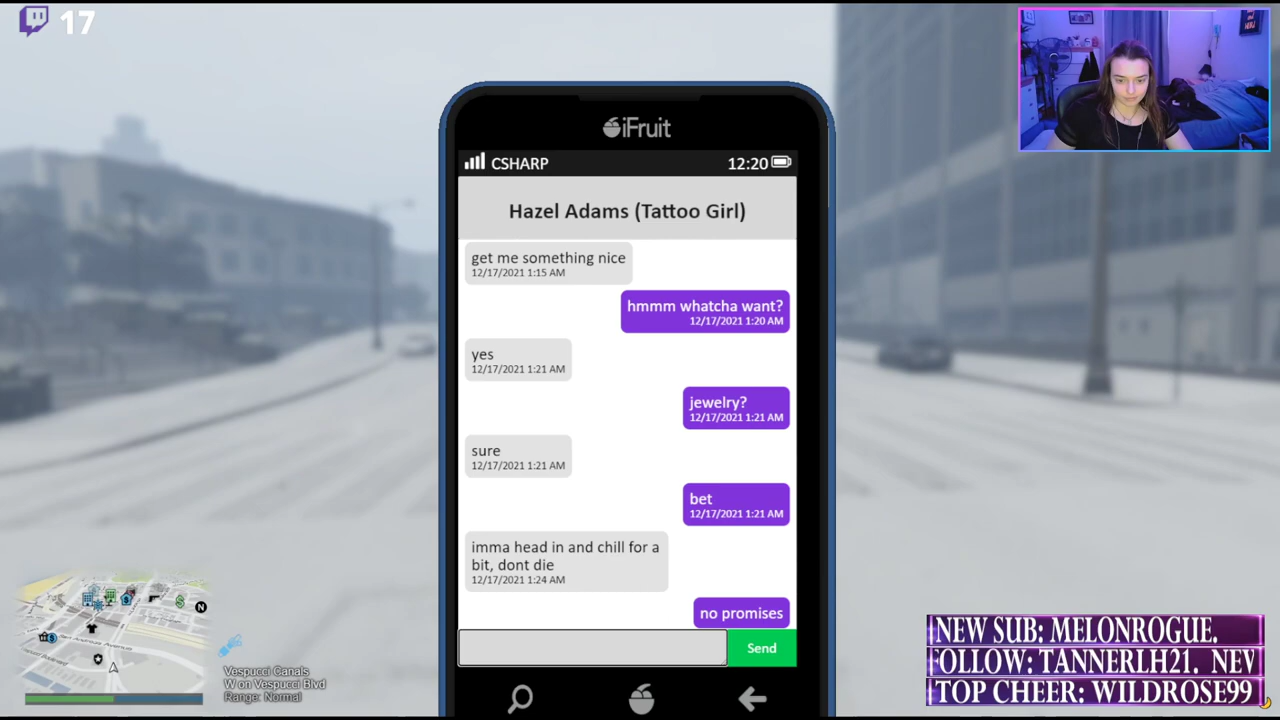 17
iFruit
CSHARP 12:20
Hazel Adams (Tattoo Girl)
get me something nice
12/17/2021 1:15 AM
hmmm whatcha want?
12/17/2021 1:20 AM
yes
12/17/2021 1:21 AM
jewelry?
12/17/2021 1:21 AM
sure
12/17/2021 1:21 AM
bet
12/17/2021 1:21 AM
imma head in and chill for a
bit, dont die
12/17/2021 1:24 AM
no promises
Send
N
Vespucci Canals
W on Vespucci Blvd
Range: Normal
NEW SUB: MELONROGUE.
OLLOW: TANNERLH21. NEW
TOP CHEER: WILDROSE99